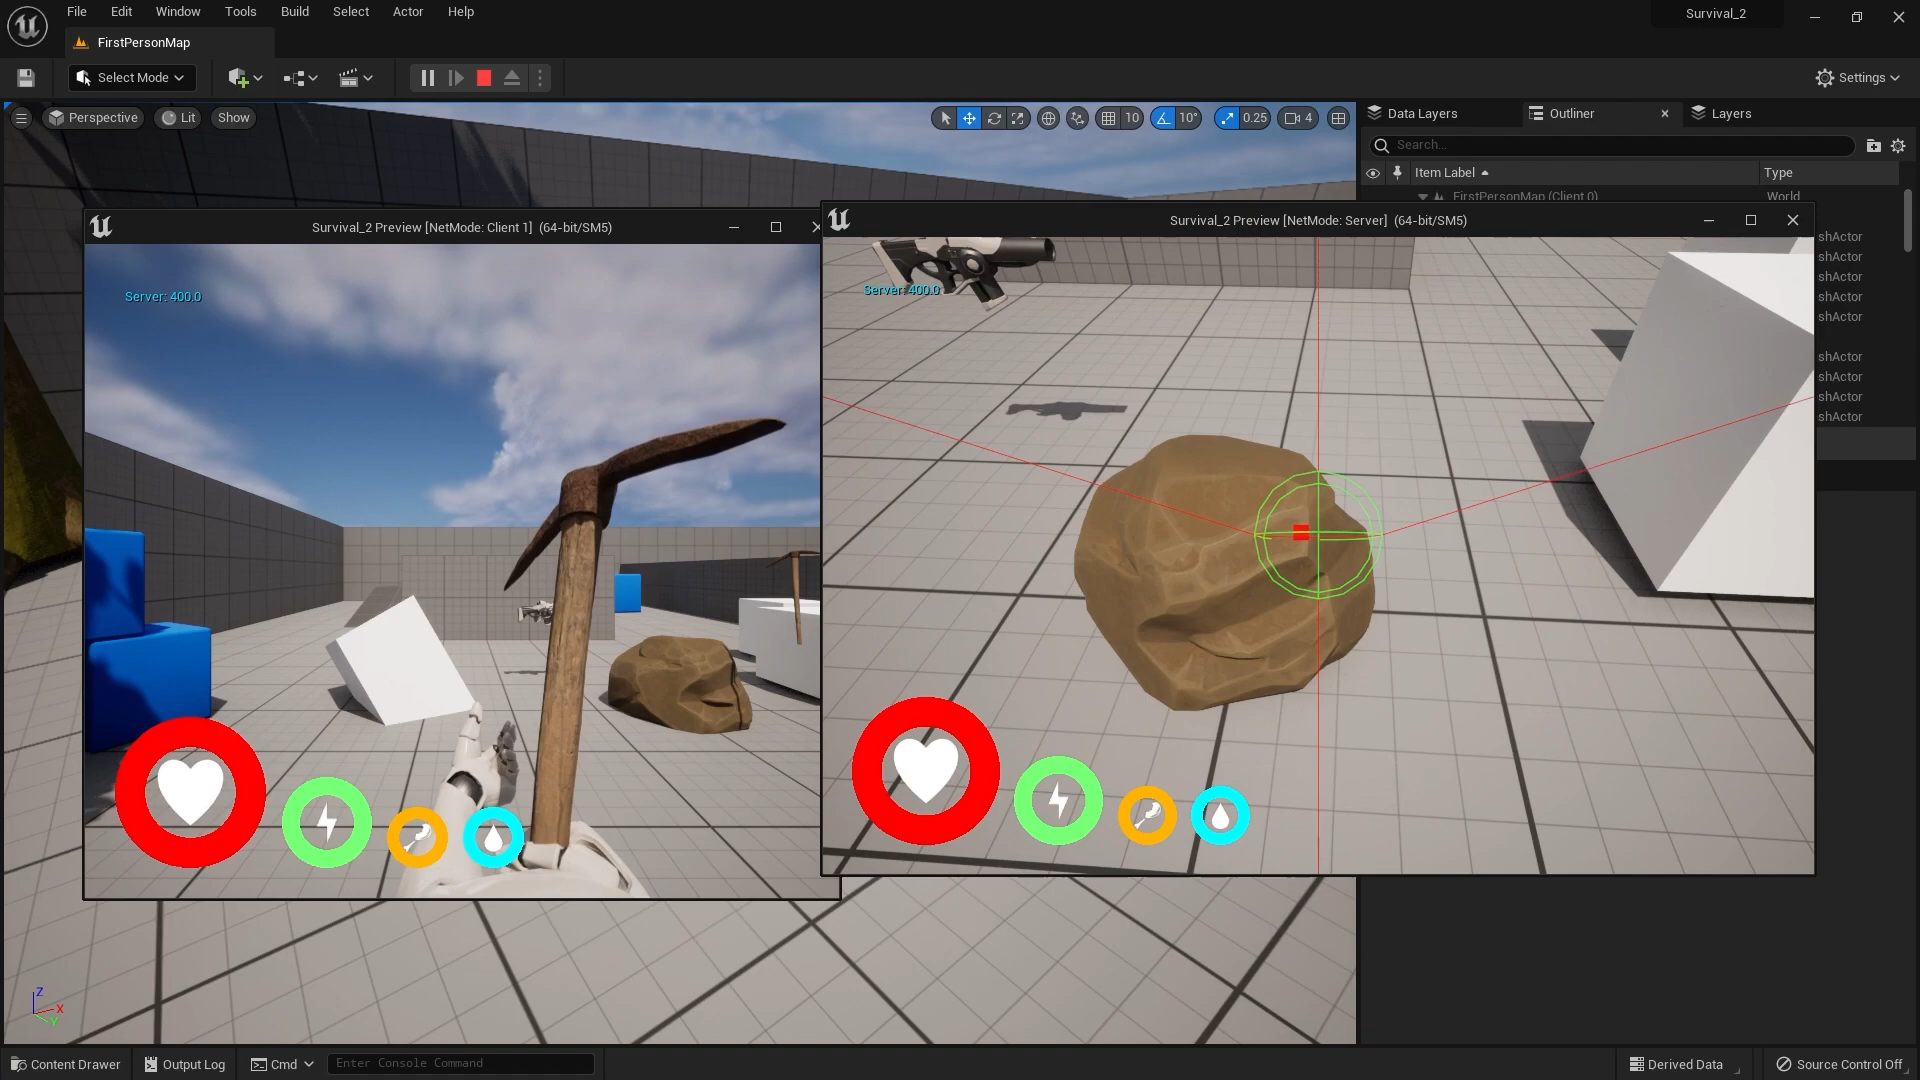 File Edit Window Tools Build Select Actor Help
Survival_2
FirstPersonMap
Select Mode
Settings
Perspective Lit Show
10 10° 0.25 4
Data Layers Outliner Layers
Search...
Item Label Type
FirstPersonMap (Client 0) World
Survival_2 Preview [NetMode: Client 1] (64-bit/SM5)
Server: 400.0
Survival_2 Preview [NetMode: Server] (64-bit/SM5)
Server: 400.0
shActor
shActor
shActor
shActor
shActor
shActor
shActor
shActor
shActor
Z
X
Y
Content Drawer Output Log Cmd Enter Console Command Derived Data Source Control Off